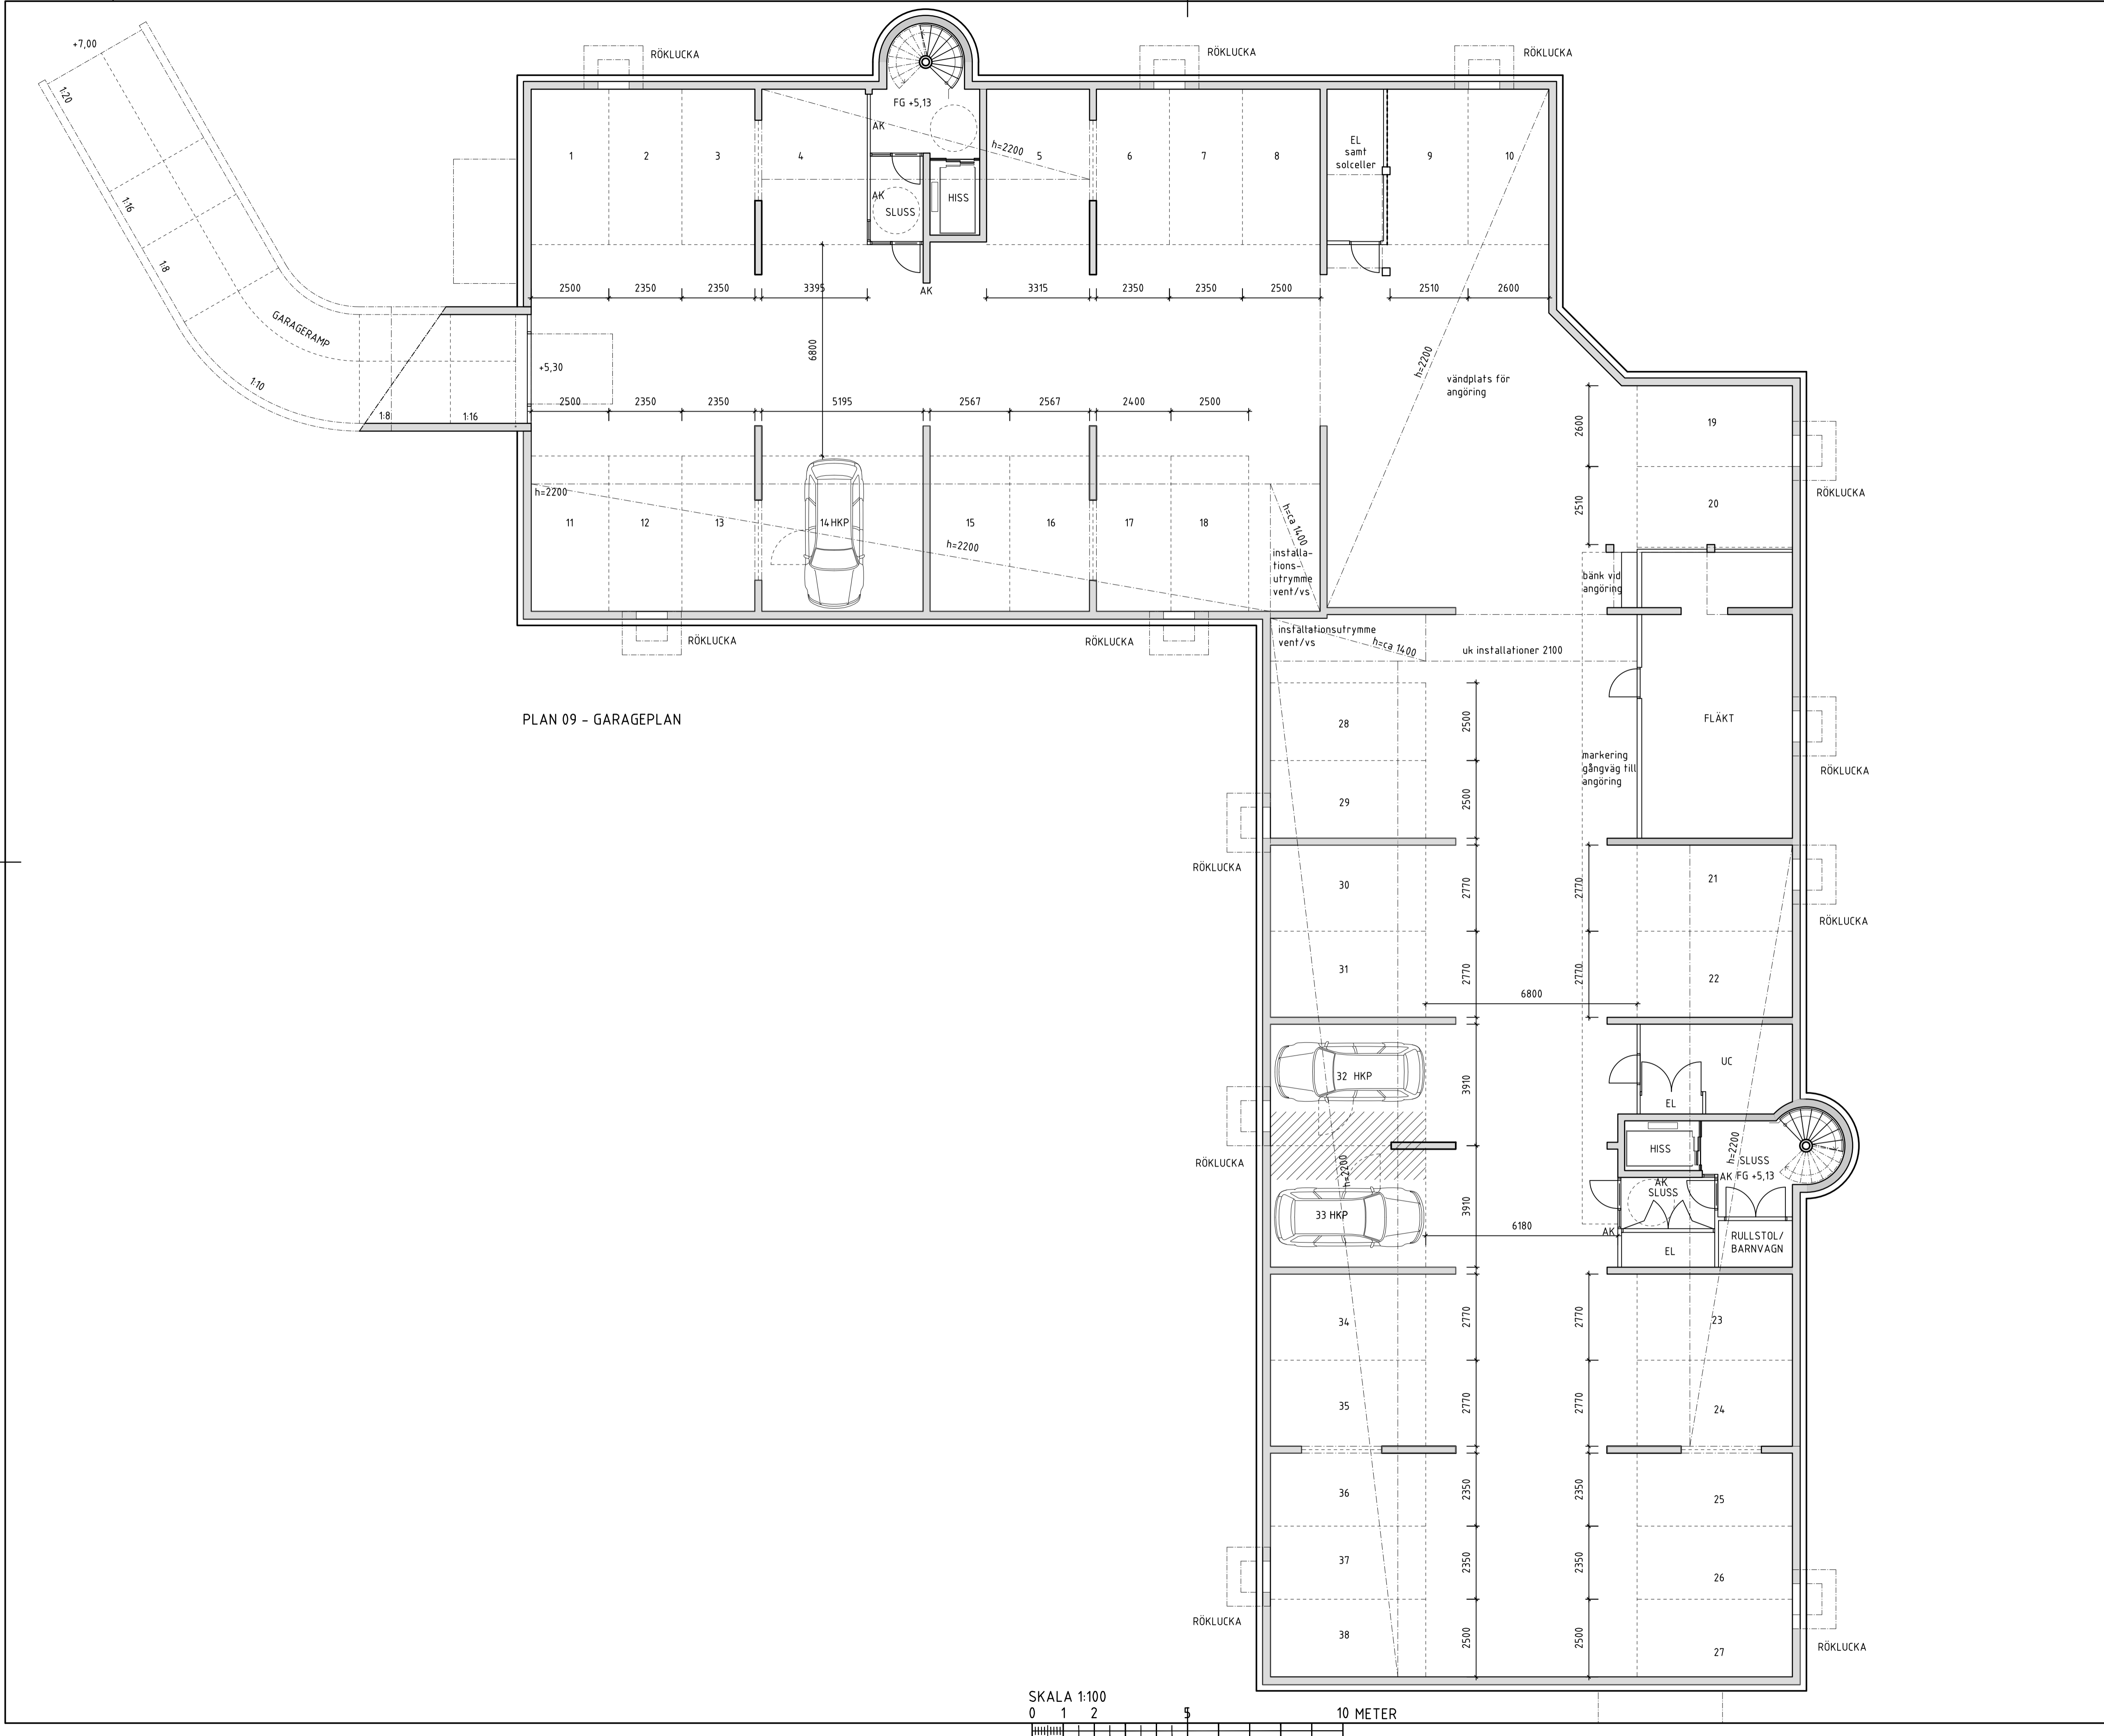 +7,00
RÖKLUCKA
RÖKLUCKA
RÖKLUCKA
1:20
1:16
1:8
GARAGERAMP
1:10
1:8
1:16
+5,30
FG +5,13
AK
AK
SLUSS
HISS
AK
h=2200
EL
samt
solceller
1
2
3
4
5
6
7
8
9
10
2500
2350
2350
3395
3315
2350
2350
2500
2510
2600
6800
h=2200
vändplats för
angöring
2500
2350
2350
5195
2567
2567
2400
2500
h=2200
11
12
13
14 HKP
15
16
17
18
h=2200
h=ca 1400
installa-
tions-
utrymme
vent/vs
2600
2510
19
20
RÖKLUCKA
bänk vid
angöring
RÖKLUCKA
RÖKLUCKA
installationsutrymme
vent/vs
h=ca 1400
uk installationer 2100
PLAN 09 - GARAGEPLAN
28
2500
FLÄKT
29
2500
markering
gångväg till
angöring
RÖKLUCKA
RÖKLUCKA
30
2770
2770
21
RÖKLUCKA
31
2770
2770
22
6800
32 HKP
3910
UC
EL
RÖKLUCKA
h=2200
HISS
h=2200
SLUSS
AK FG +5,13
AK
SLUSS
33 HKP
3910
6180
AK
EL
RULLSTOL/
BARNVAGN
34
2770
2770
23
35
2770
2770
24
36
2350
2350
25
37
2350
2350
26
RÖKLUCKA
38
2500
2500
27
RÖKLUCKA
SKALA 1:100
0 1 2 5 10 METER